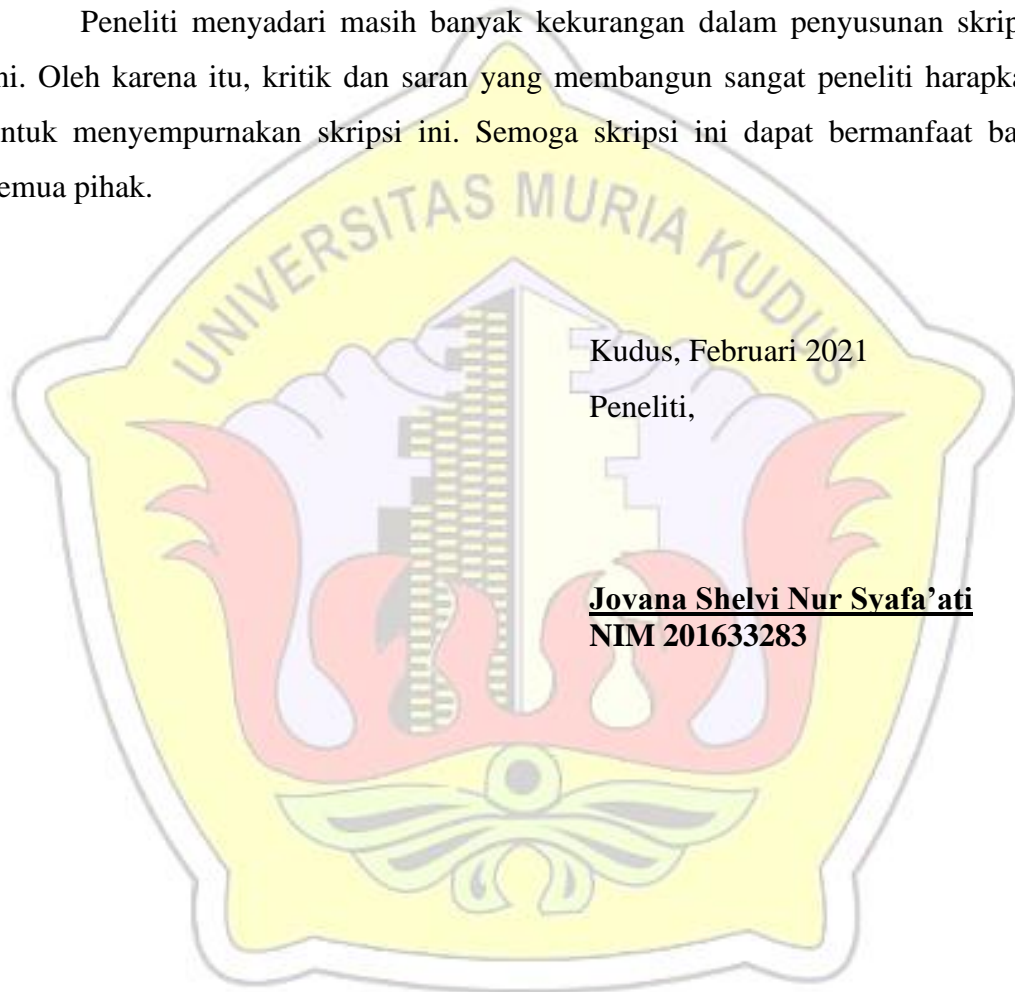 Peneliti menyadari masih banyak kekurangan dalam penyusunan skrip
ni. Oleh karena itu, kritik dan saran yang membangun sangat peneliti harapka
ntuk menyempurnakan skripsi ini. Semoga skripsi ini dapat bermanfaat ba
emua pihak.
UNIVERSITAS MURIA KUDUS
Kudus, Februari 2021
Peneliti,
Jovana Shelvi Nur Syafa’ati
NIM 201633283